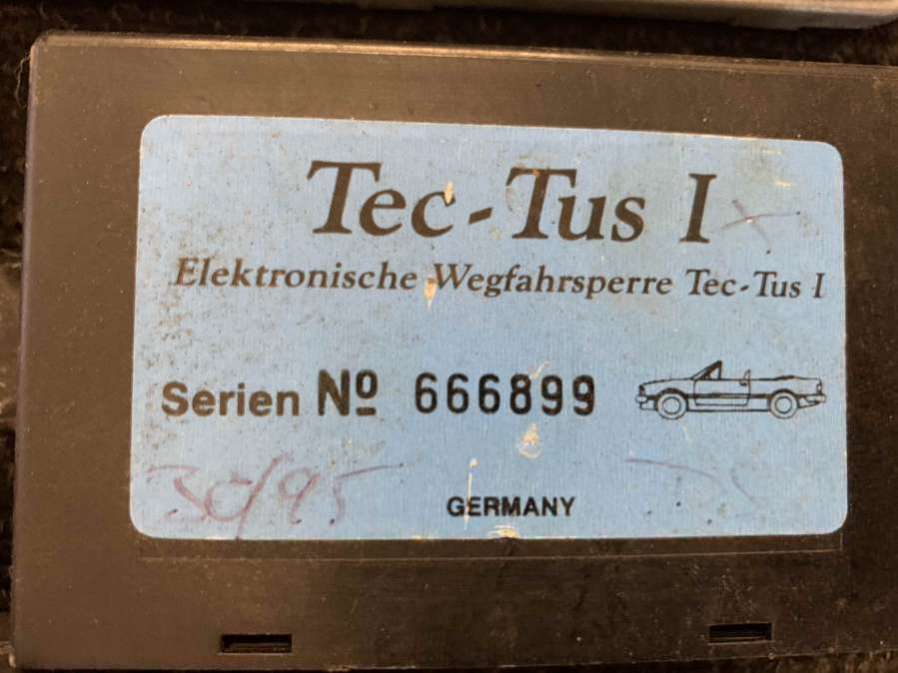 Tec-Tus I
Elektronische Wegfahrsperre Tec-Tus I
Serien Nº 666899
30/95
GERMANY